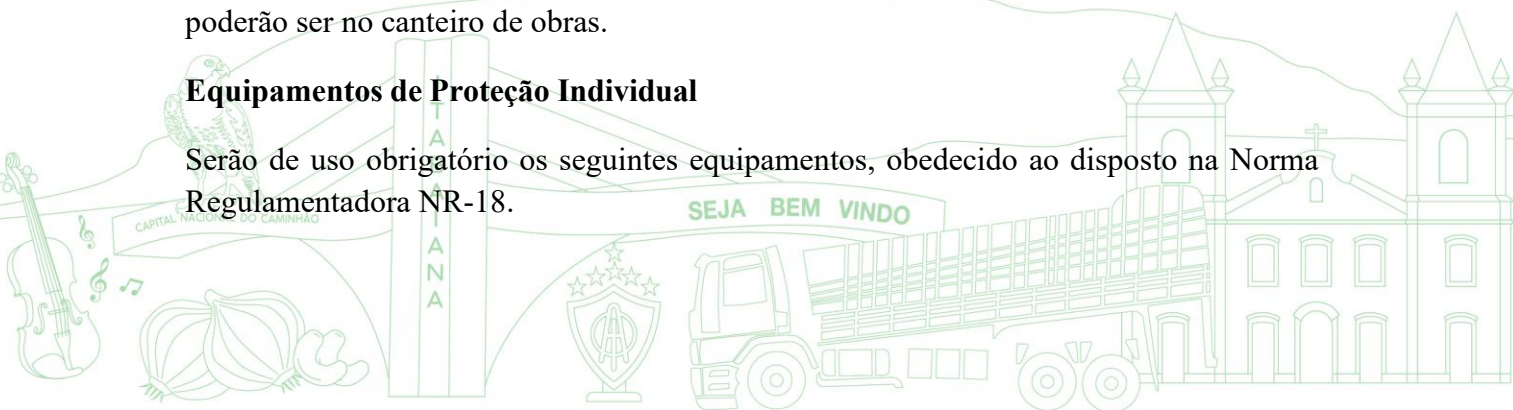 poderão ser no canteiro de obras.
Equipamentos de Proteção Individual
Serão de uso obrigatório os seguintes equipamentos, obedecido ao disposto na Norma
Regulamentadora NR-18.
CAPITAL NACIONAL DO CAMINHÃO
ITABAIANA
SEJA BEM VINDO